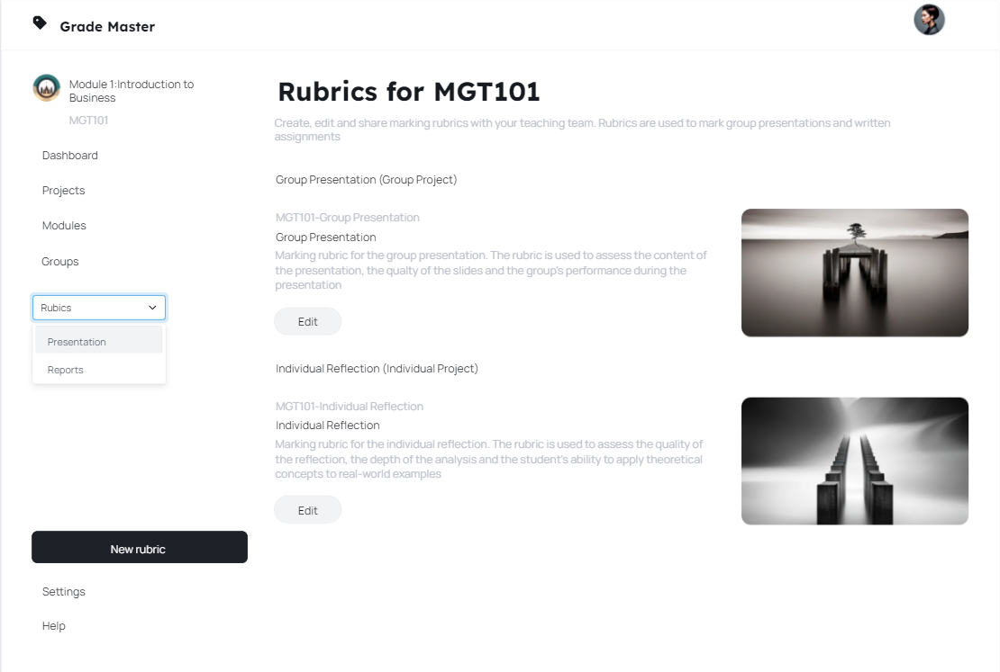 Grade Master
Module 1:Introduction to
Business
MGT101
Dashboard
Projects
Modules
Groups
Rubics
Presentation
Reports
New rubric
Settings
Help
Rubrics for MGT101
Create, edit and share marking rubrics with your teaching team. Rubrics are used to mark group presentations and written
assignments
Group Presentation (Group Project)
MGT101-Group Presentation
Group Presentation
Marking rubric for the group presentation. The rubric is used to assess the content of
the presentation, the qualty of the slides and the group's performance during the
presentation
Edit
Individual Reflection (Individual Project)
MGT101-Individual Reflection
Individual Reflection
Marking rubric for the individual reflection. The rubric is used to assess the quality of
the reflection, the depth of the analysis and the student's ability to apply theoretical
concepts to real-world examples
Edit